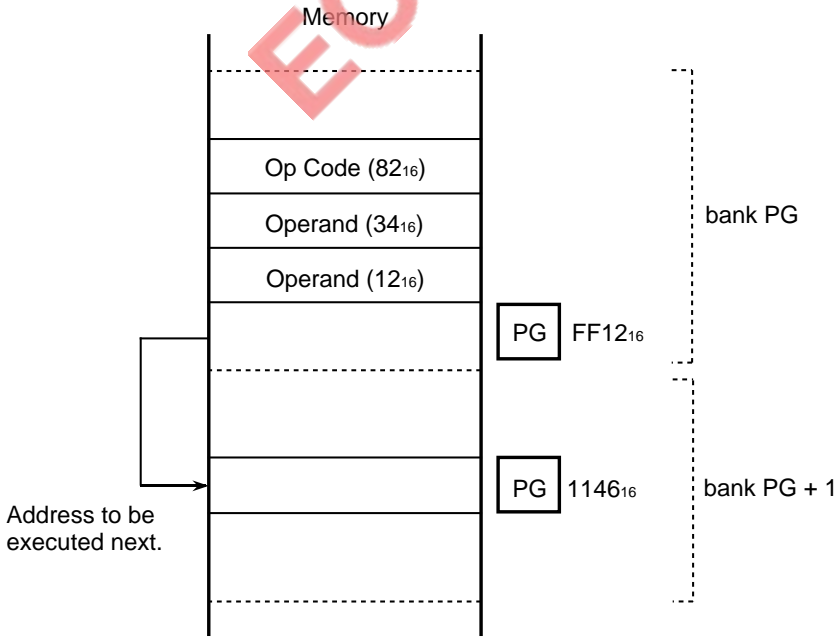 Memory
Op Code (82₁₆)
Operand (34₁₆)
bank PG
Operand (12₁₆)
PG FF12₁₆
PG 1146₁₆
bank PG + 1
Address to be
executed next.